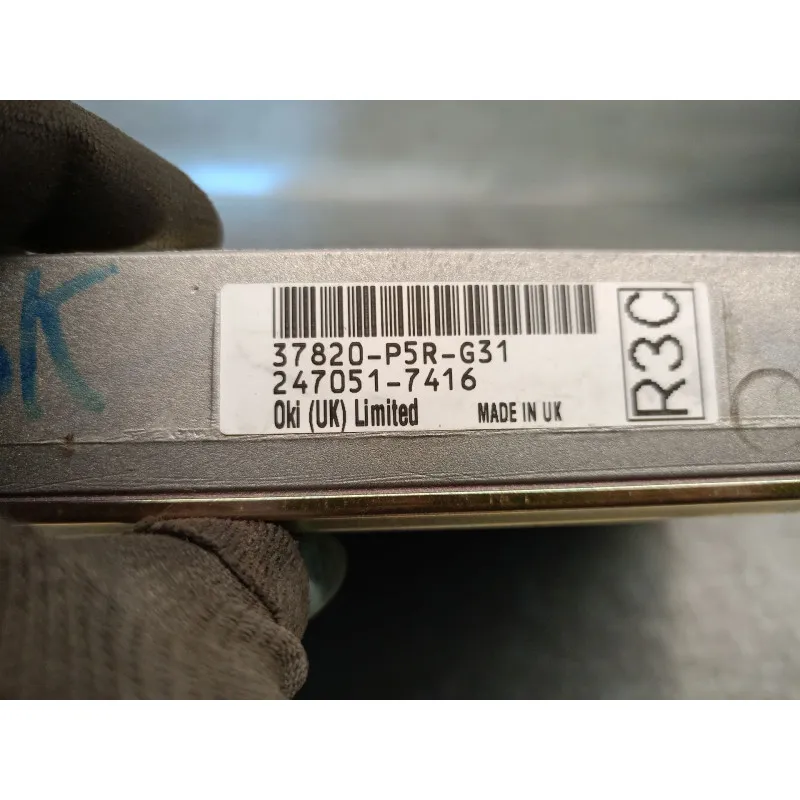 37820-P5R-G31
247051-7416
Oki (UK) Limited MADE IN UK
R3C
K